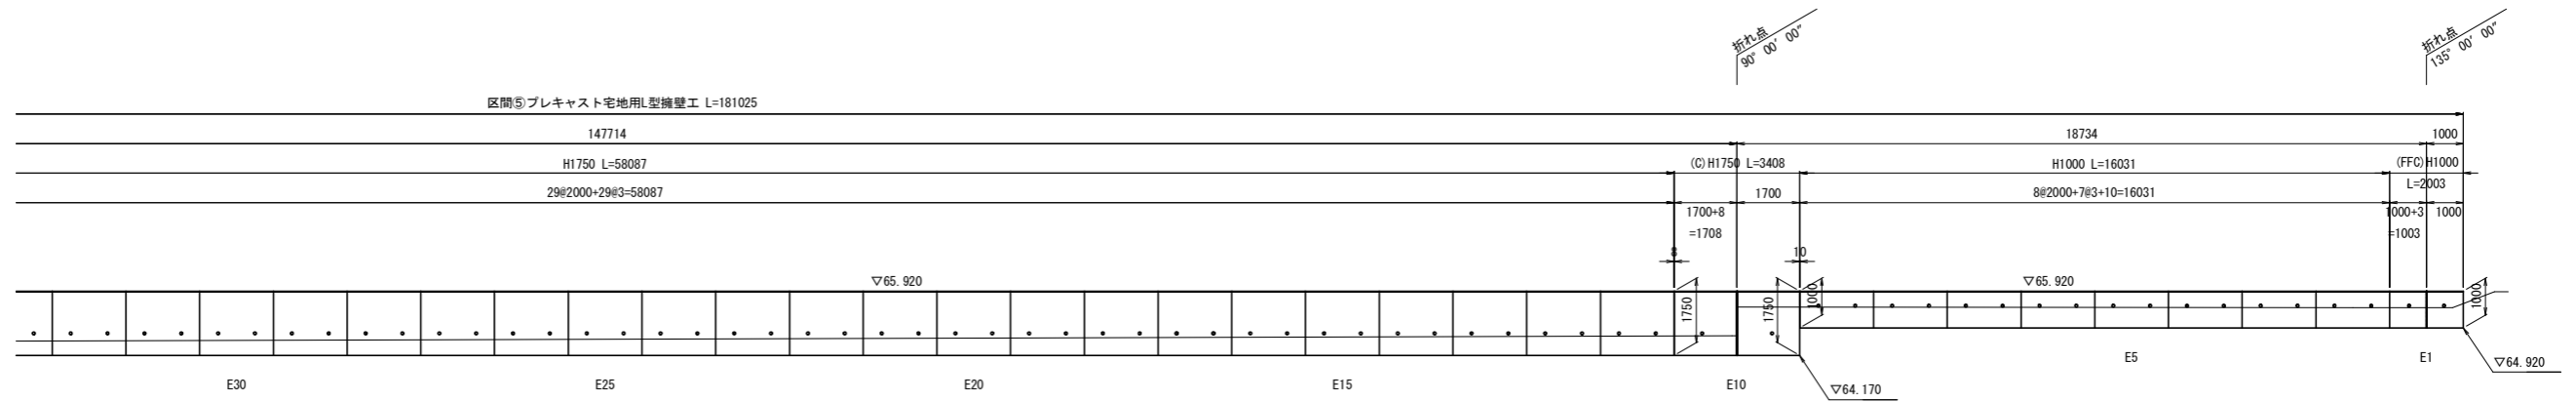 折れ点
90° 00′ 00″
折れ点
135° 00′ 00″
区間⑤プレキャスト宅地用L型擁壁工 L=181025
147714
18734
1000
H1750 L=58087
(C)H1750 L=3408
H1000 L=16031
(FFC)H1000
L=2003
29@2000+29@3=58087
1700+8
=1708
1700
8@2000+7@3+10=16031
1000+3
=1003
1000
8
10
▽65.920
▽65.920
1750
1750
1000
1000
E30
E25
E20
E15
E10
E5
E1
▽64.170
▽64.920